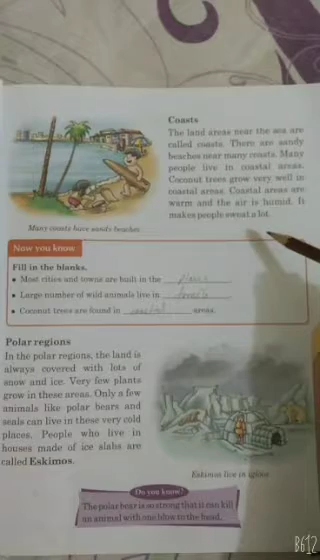 Coasts
The land areas near the sea are
called coasts. There are sandy
beaches near many coasts. Many
people live in coastal areas.
Coconut trees grow very well in
coastal areas. Coastal areas are
warm and the air is humid. It
makes people sweat a lot.
Many coasts have sandy beaches
Now you know
Fill in the blanks.
• Most cities and towns are built in the plains
• Large number of wild animals live in
• Coconut trees are found in coastal areas.
Polar regions
In the polar regions, the land is
always covered with lots of
snow and ice. Very few plants
grow in these areas. Only a few
animals like polar bears and
seals can live in these very cold
places. People who live in
houses made of ice slabs are
called Eskimos.
Eskimos live in igloos
Do you know?
The polar bear is so strong that it can kill
an animal with one blow to the head.
B612